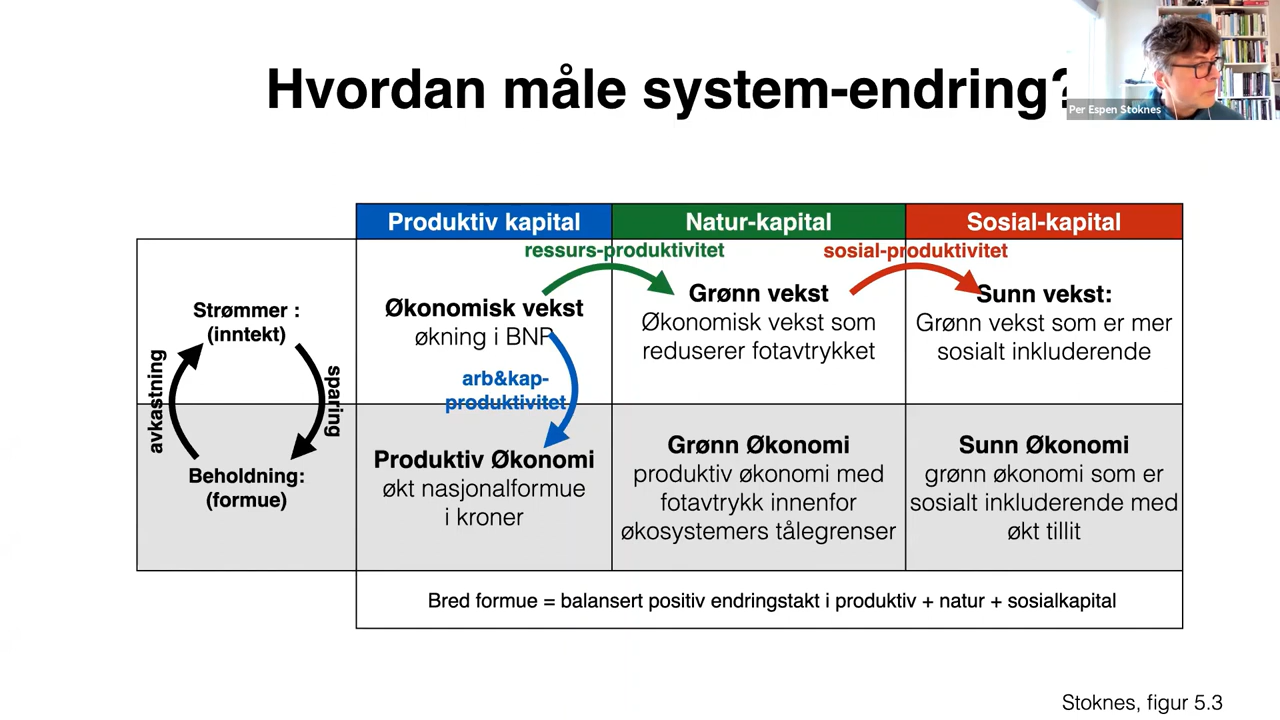 Hvordan måle system-endring?
Per Espen Stoknes
Produktiv kapital
Natur-kapital
Sosial-kapital
ressurs-produktivitet
sosial-produktivitet
Strømmer :
(inntekt)
avkastning
sparing
Beholdning:
(formue)
Økonomisk vekst
økning i BNP
arb&kap-
produktivitet
Grønn vekst
Økonomisk vekst som
reduserer fotavtrykket
Sunn vekst:
Grønn vekst som er mer
sosialt inkluderende
Produktiv Økonomi
økt nasjonalformue
i kroner
Grønn Økonomi
produktiv økonomi med
fotavtrykk innenfor
økosystemers tålegrenser
Sunn Økonomi
grønn økonomi som er
sosialt inkluderende med
økt tillit
Bred formue = balansert positiv endringstakt i produktiv + natur + sosialkapital
Stoknes, figur 5.3